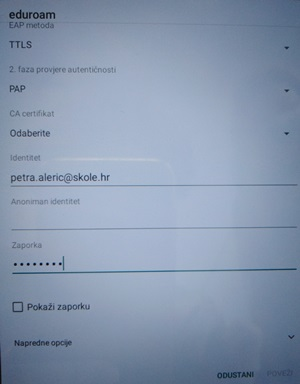 eduroam
EAP metoda
TTLS
2. faza provjere autentičnosti
PAP
CA certifikat
Odaberite
Identitet
petra.aleric@skole.hr
Anoniman identitet
Zaporka
••••••••
Pokaži zaporku
Napredne opcije
ODUSTANI POVEŽI